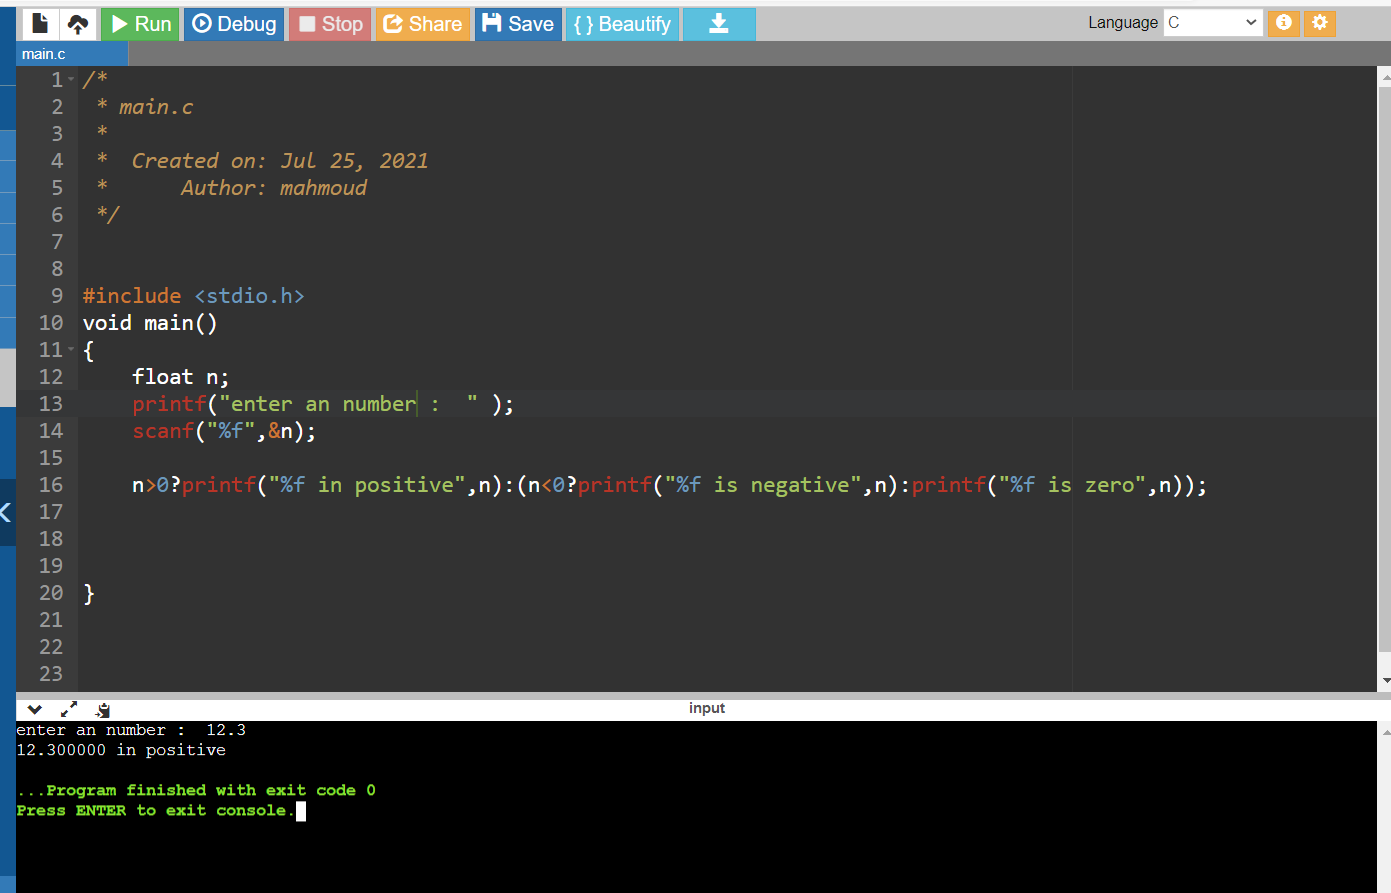 Run Debug Stop Share Save { } Beautify Language C
main.c
1 /*
2  * main.c
3  *
4  *  Created on: Jul 25, 2021
5  *      Author: mahmoud
6  */
7
8
9 #include <stdio.h>
10 void main()
11 {
12     float n;
13     printf("enter an number :  " );
14     scanf("%f",&n);
15
16     n>0?printf("%f in positive",n):(n<0?printf("%f is negative",n):printf("%f is zero",n));
17
18
19
20 }
21
22
23
input
enter an number :  12.3
12.300000 in positive
...Program finished with exit code 0
Press ENTER to exit console.